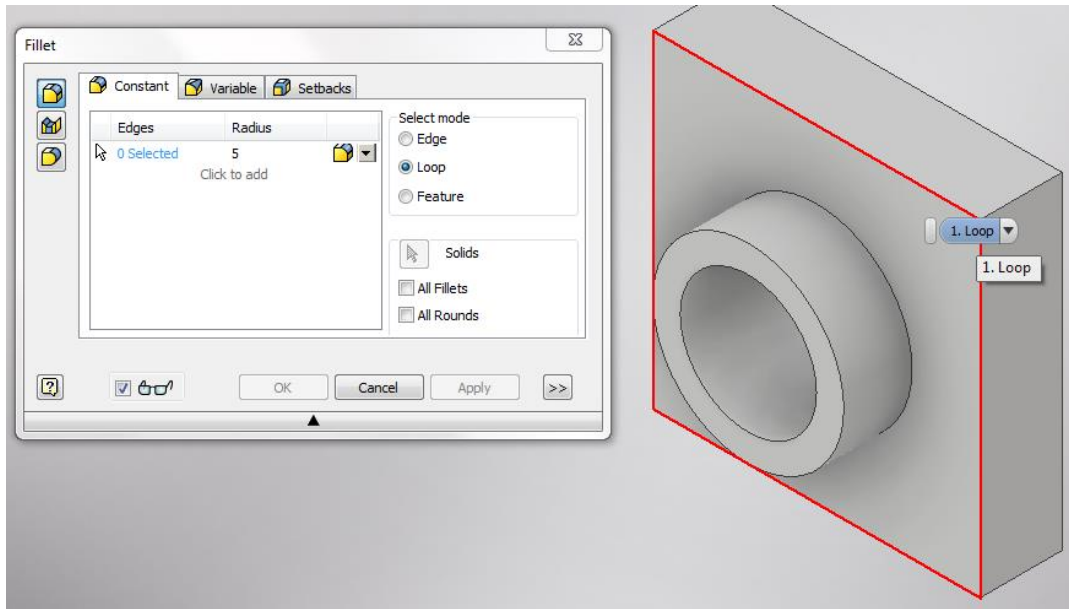 Fillet
Constant Variable Setbacks
Edges Radius
0 Selected 5
Click to add
Select mode
Edge
Loop
Feature
Solids
All Fillets
All Rounds
OK Cancel Apply >>
1. Loop
1. Loop